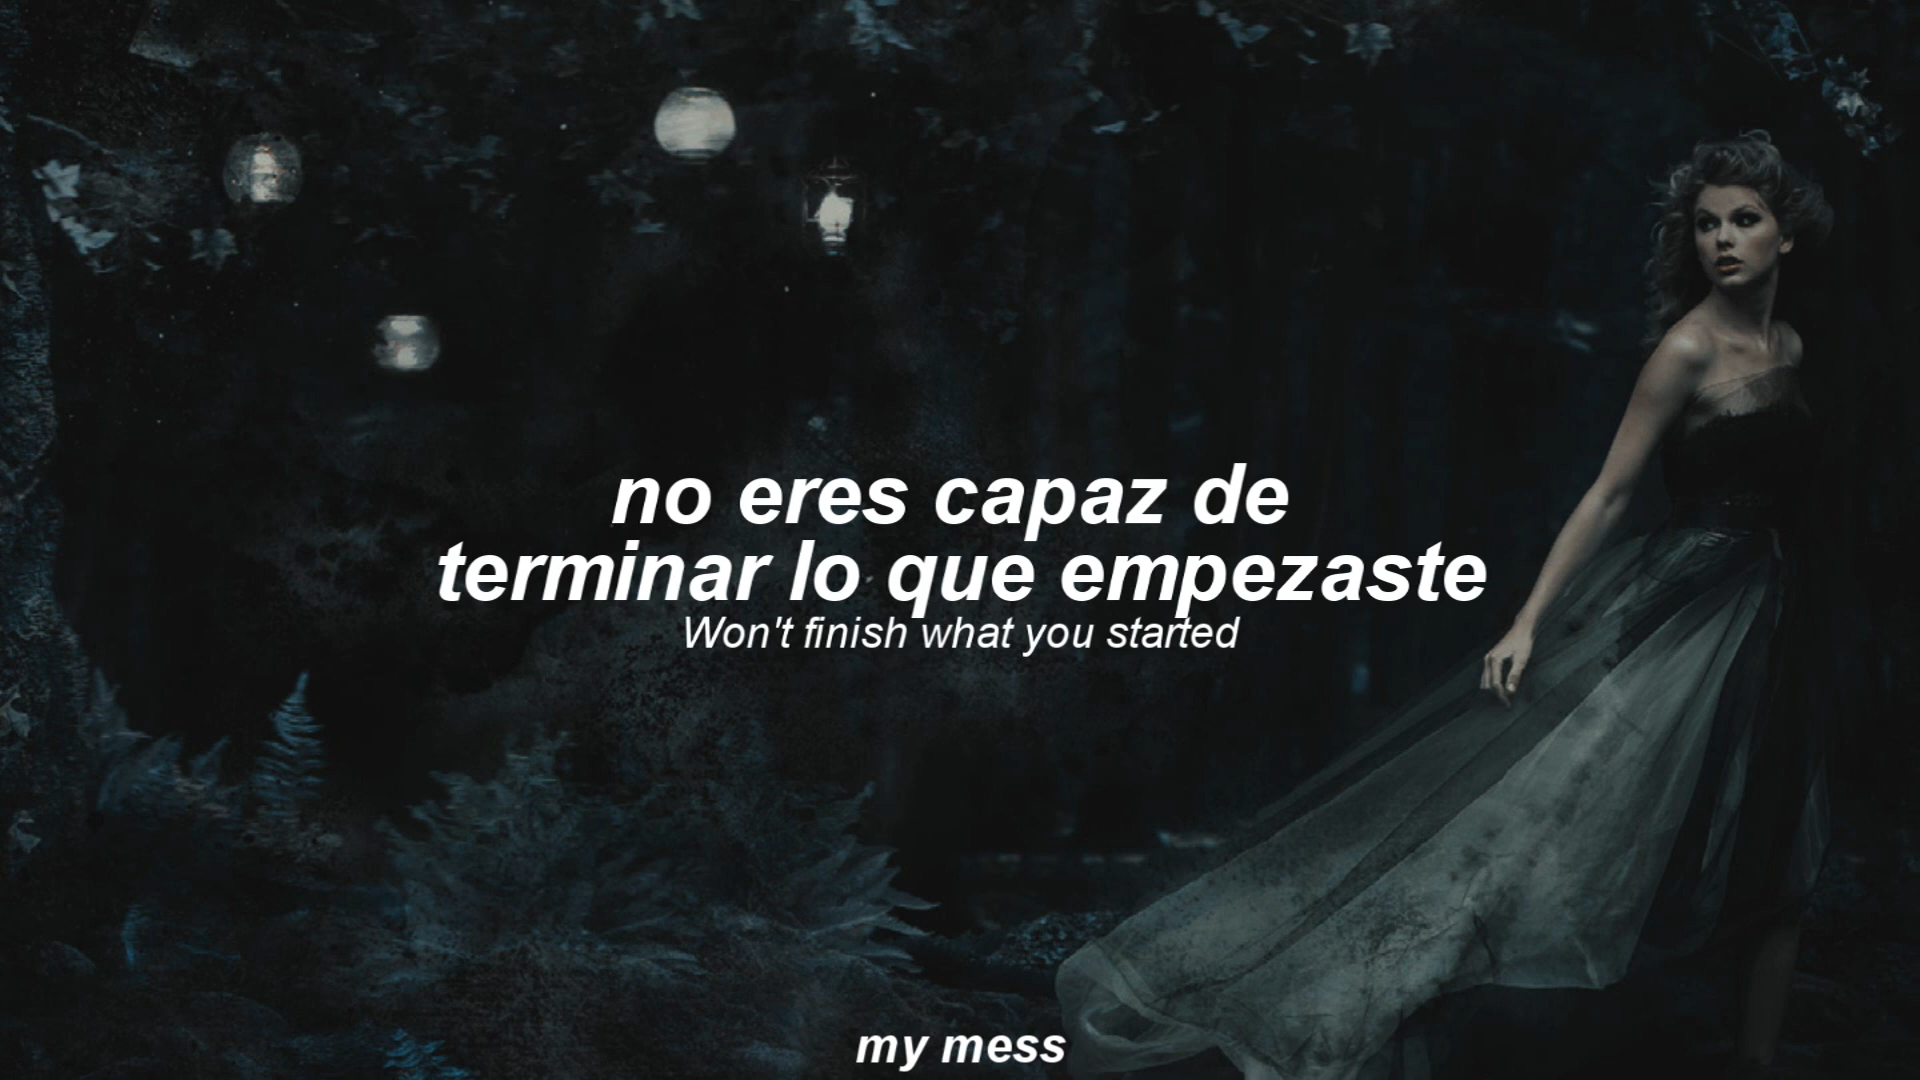 no eres capaz de
terminar lo que empezaste
Won't finish what you started
my mess